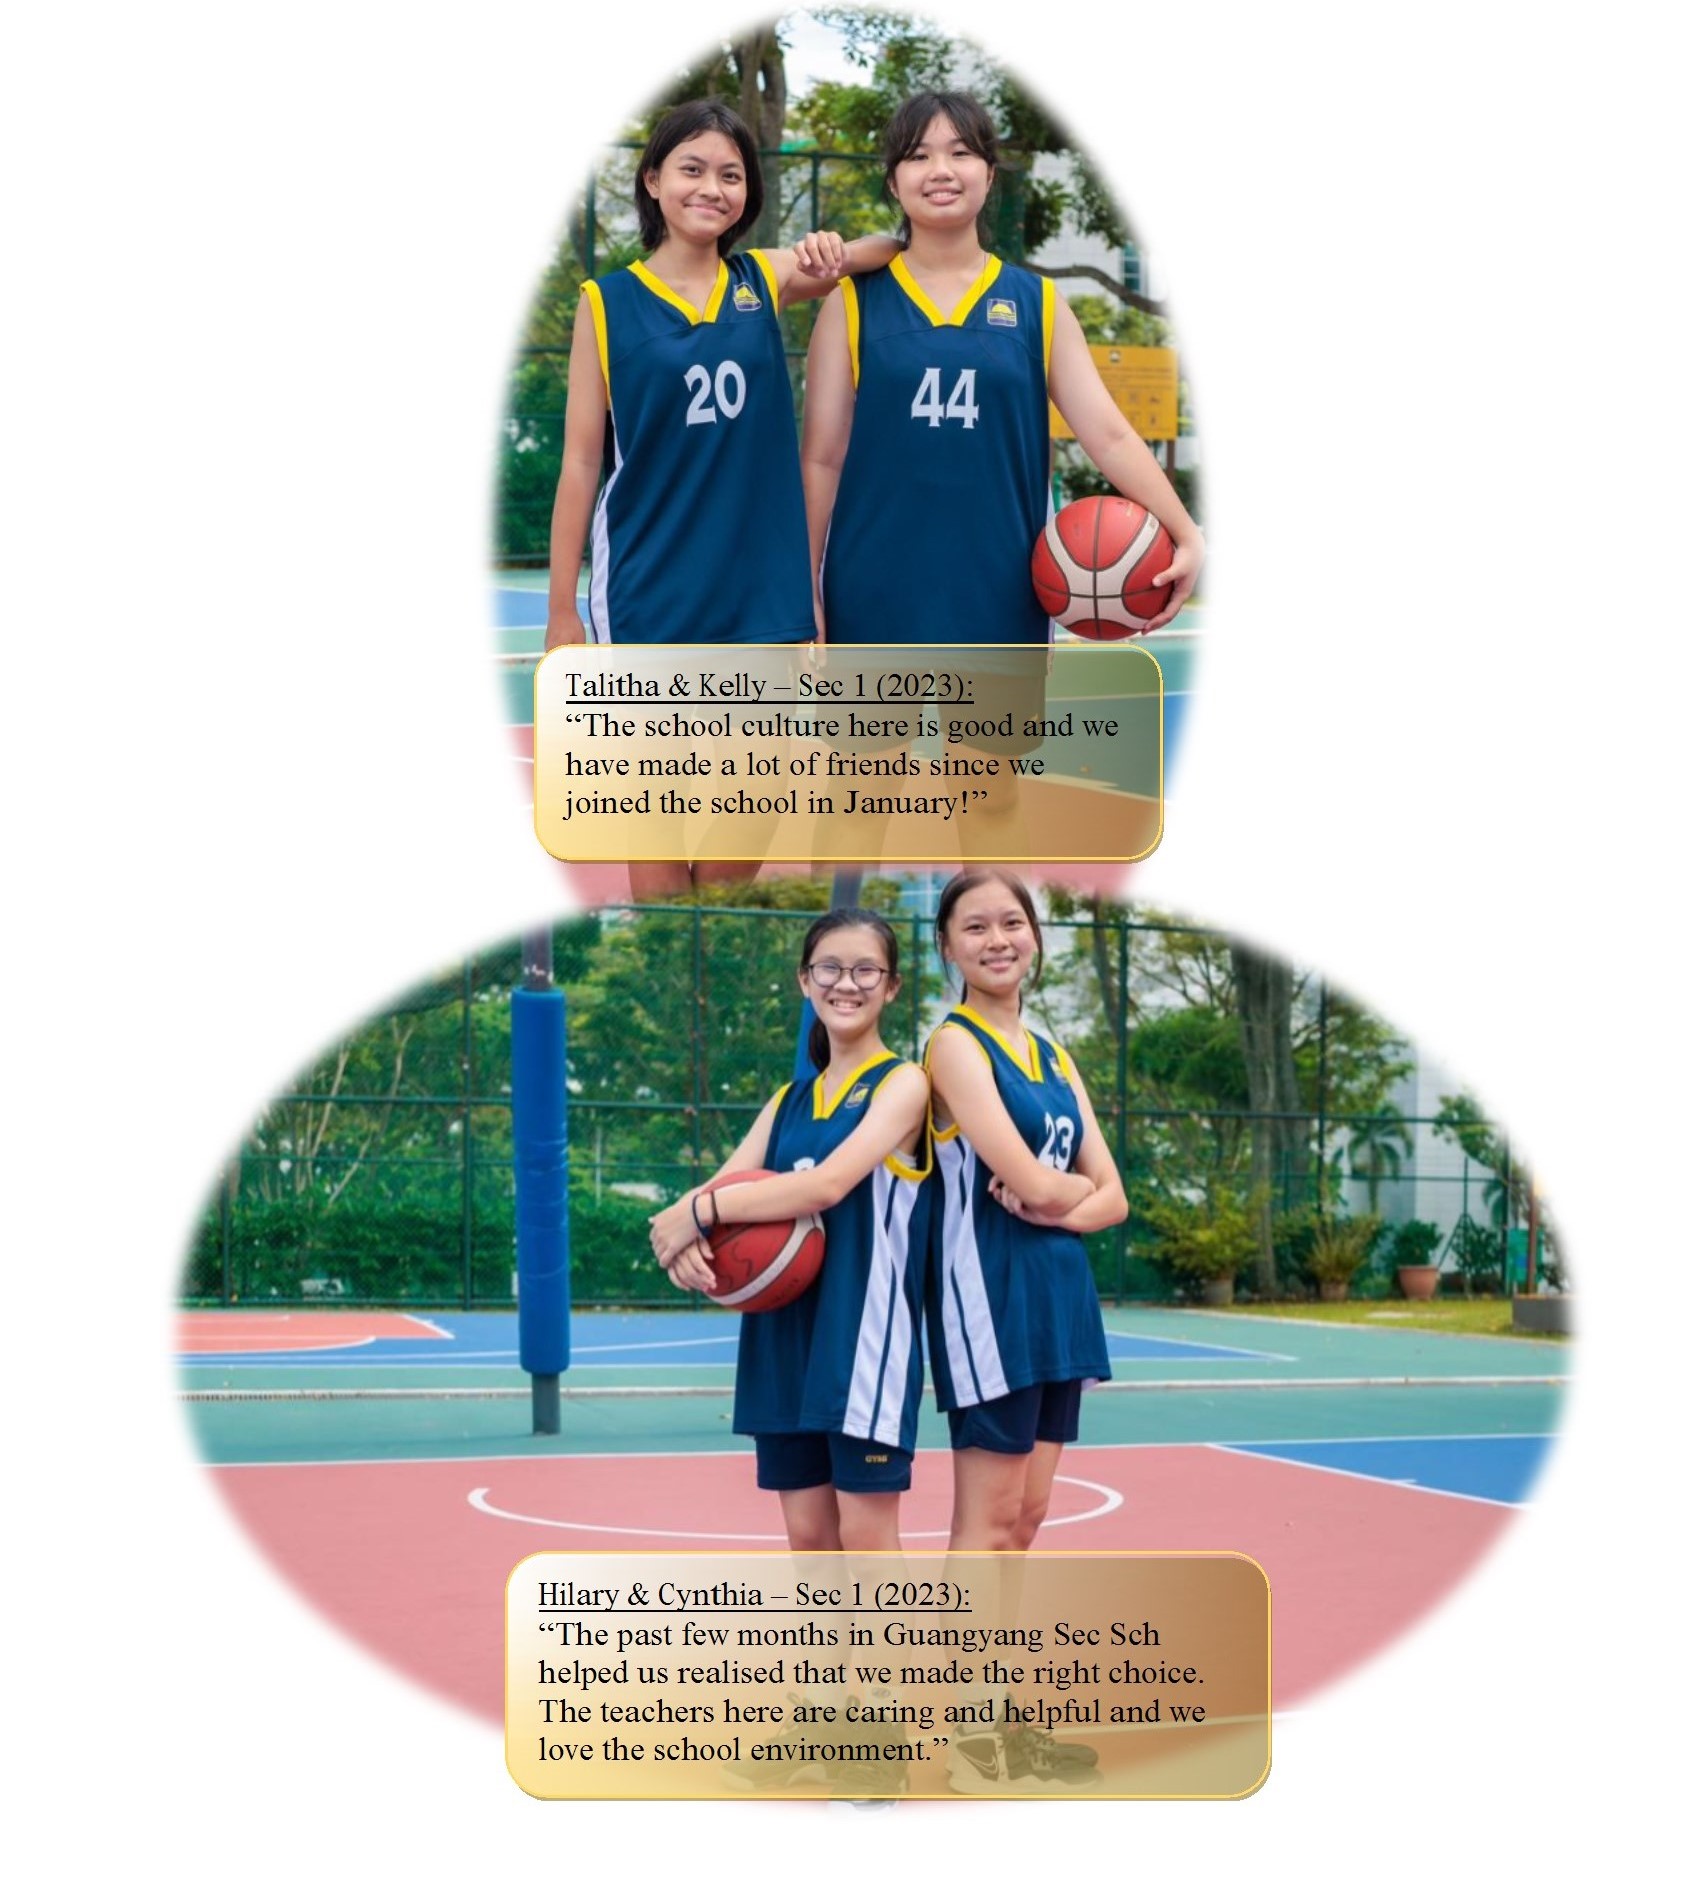 20
44
Talitha & Kelly – Sec 1 (2023):
“The school culture here is good and we
have made a lot of friends since we
joined the school in January!”
23
GYSS
Hilary & Cynthia – Sec 1 (2023):
“The past few months in Guangyang Sec Sch
helped us realised that we made the right choice.
The teachers here are caring and helpful and we
love the school environment.”